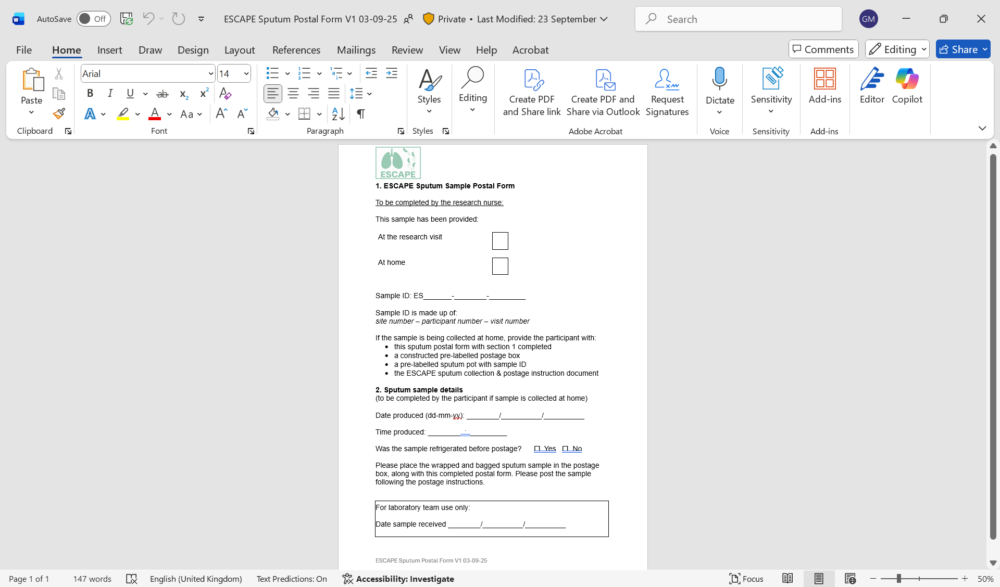 AutoSave Off ESCAPE Sputum Postal Form V1 03-09-25 Private • Last Modified: 23 September Search GM
File Home Insert Draw Design Layout References Mailings Review View Help Acrobat Comments Editing Share
Paste
Clipboard
Arial 14
B I U ab x₂ x² A
A A Aa A A
Font
Paragraph
Styles
Styles
Editing
Create PDF and Share link
Create PDF and Share via Outlook
Request Signatures
Adobe Acrobat
Dictate
Voice
Sensitivity
Sensitivity
Add-ins
Add-ins
Editor
Copilot
ESCAPE
1. ESCAPE Sputum Sample Postal Form
To be completed by the research nurse:
This sample has been provided:
At the research visit
At home
Sample ID: ES_______-________-_________
Sample ID is made up of:
site number – participant number – visit number
If the sample is being collected at home, provide the participant with:
• this sputum postal form with section 1 completed
• a constructed pre-labelled postage box
• a pre-labelled sputum pot with sample ID
• the ESCAPE sputum collection & postage instruction document
2. Sputum sample details
(to be completed by the participant if sample is collected at home)
Date produced (dd-mm-yy): ________/__________/__________
Time produced: ________:_________
Was the sample refrigerated before postage? ☐ Yes ☐ No
Please place the wrapped and bagged sputum sample in the postage
box, along with this completed postal form. Please post the sample
following the postage instructions.
For laboratory team use only:
Date sample received ________/__________/__________
ESCAPE Sputum Postal Form V1 03-09-25
Page 1 of 1 147 words English (United Kingdom) Text Predictions: On Accessibility: Investigate Focus 50%